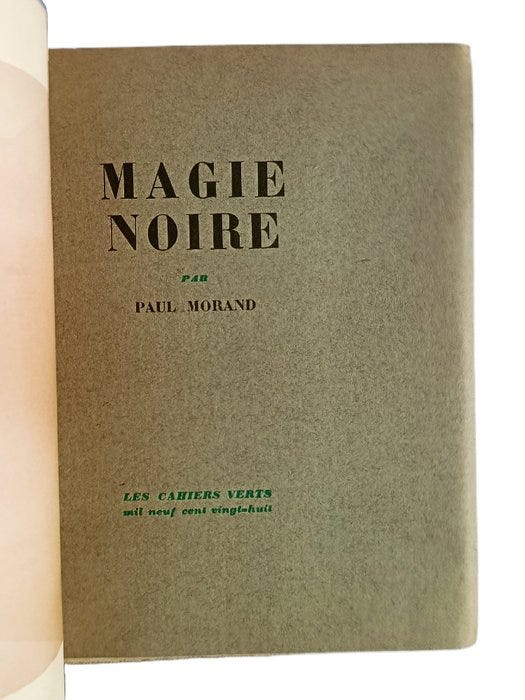 MAGIE
NOIRE
PAR
PAUL MORAND
LES CAHIERS VERTS
mil neuf cent vingt-huit